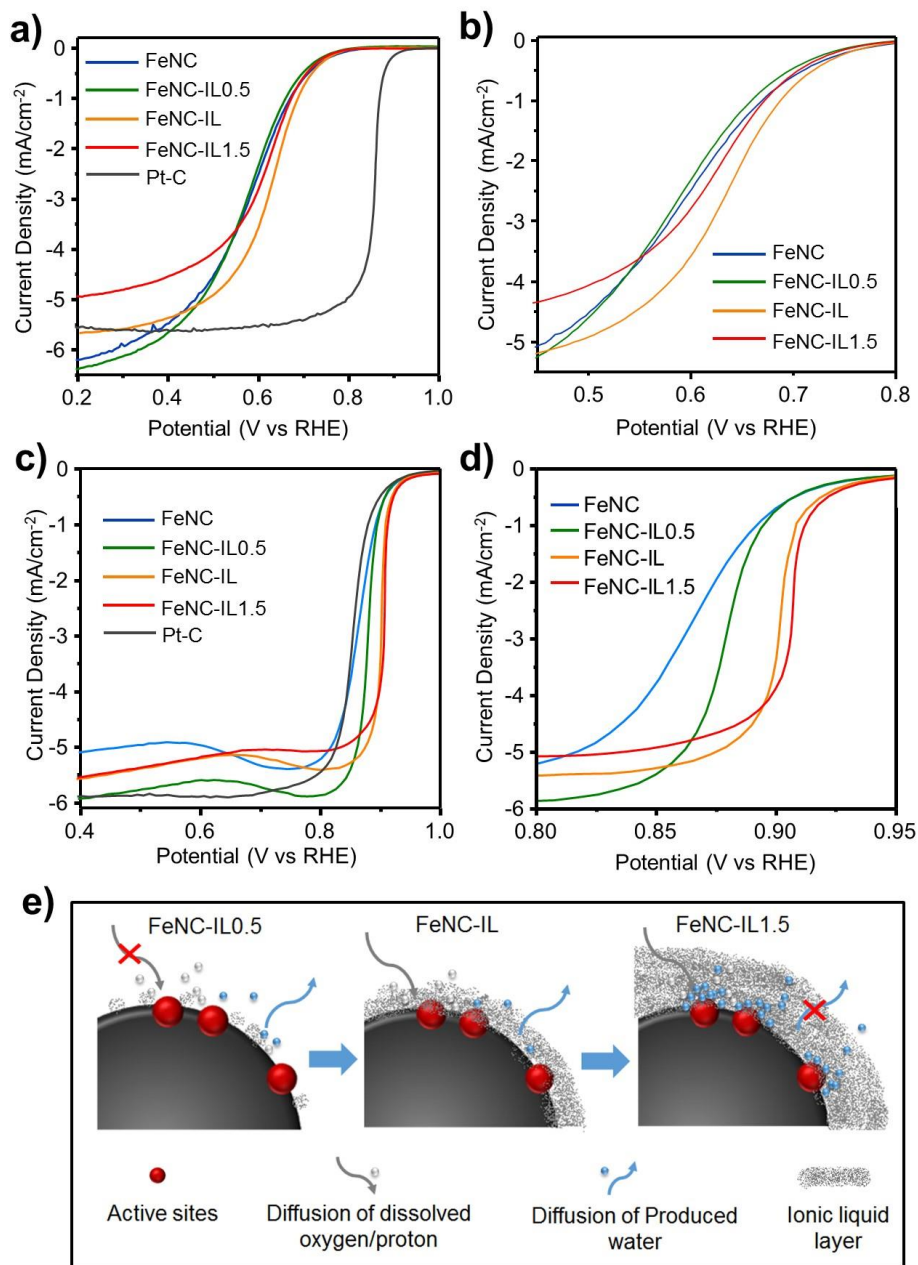 a)
0
-1
-2
-3
-4
-5
-6
Current Density (mA/cm⁻²)
FeNC
FeNC-IL0.5
FeNC-IL
FeNC-IL1.5
Pt-C
0.2 0.4 0.6 0.8 1.0
Potential (V vs RHE)
b)
0
-1
-2
-3
-4
-5
Current Density (mA/cm⁻²)
FeNC
FeNC-IL0.5
FeNC-IL
FeNC-IL1.5
0.5 0.6 0.7 0.8
Potential (V vs RHE)
c)
0
-1
-2
-3
-4
-5
-6
Current Density (mA/cm⁻²)
FeNC
FeNC-IL0.5
FeNC-IL
FeNC-IL1.5
Pt-C
0.4 0.6 0.8 1.0
Potential (V vs RHE)
d)
0
-1
-2
-3
-4
-5
-6
Current Density (mA/cm⁻²)
FeNC
FeNC-IL0.5
FeNC-IL
FeNC-IL1.5
0.80 0.85 0.90 0.95
Potential (V vs RHE)
e)
FeNC-IL0.5
FeNC-IL
FeNC-IL1.5
Active sites
Diffusion of dissolved
oxygen/proton
Diffusion of Produced
water
Ionic liquid
layer